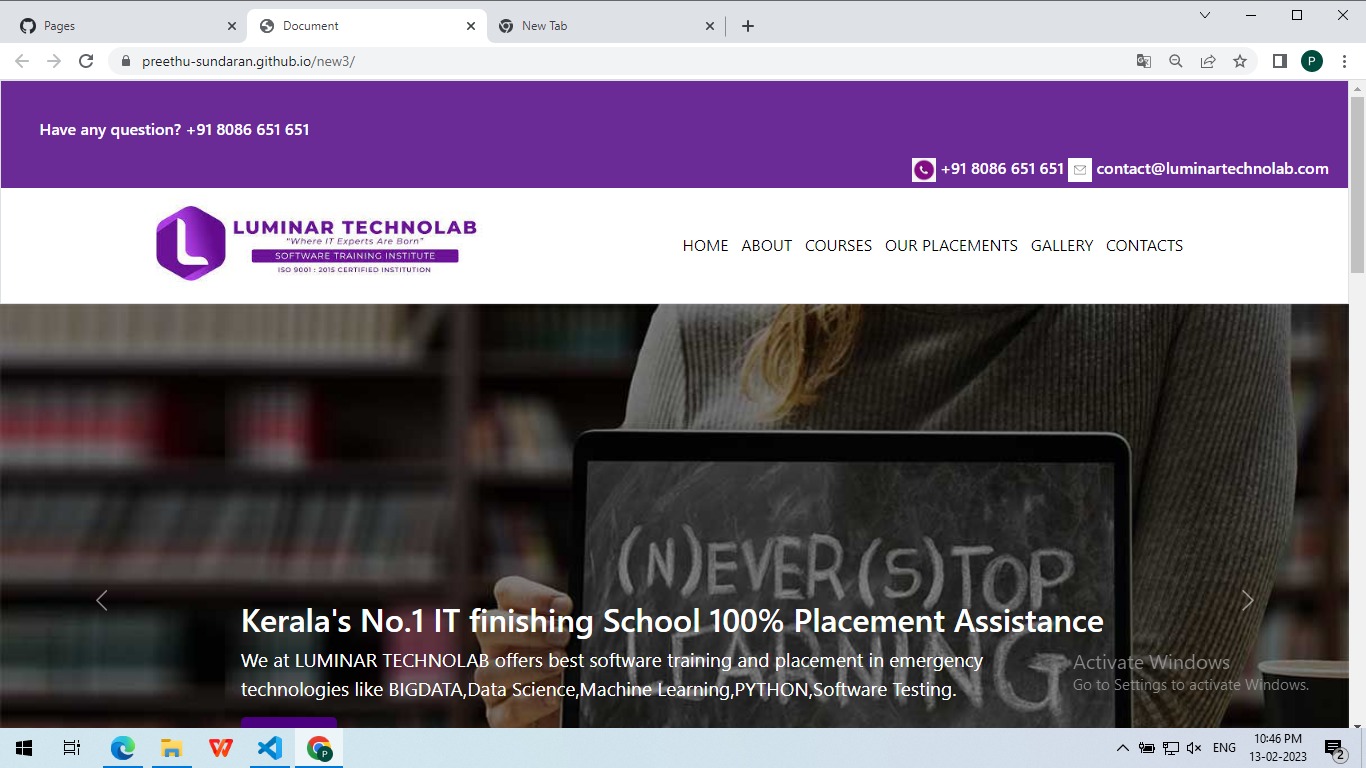 Pages
Document
New Tab
preethu-sundaran.github.io/new3/
P
Have any question? +91 8086 651 651
+91 8086 651 651 contact@luminartechnolab.com
LUMINAR TECHNOLAB
"Where IT Experts Are Born"
SOFTWARE TRAINING INSTITUTE
ISO 9001 : 2015 CERTIFIED INSTITUTION
HOME ABOUT COURSES OUR PLACEMENTS GALLERY CONTACTS
(N)EVER (S)TOP
LEARNING
Kerala's No.1 IT finishing School 100% Placement Assistance
We at LUMINAR TECHNOLAB offers best software training and placement in emergency
technologies like BIGDATA,Data Science,Machine Learning,PYTHON,Software Testing.
Activate Windows
Go to Settings to activate Windows.
P
ENG
10:46 PM
13-02-2023
2